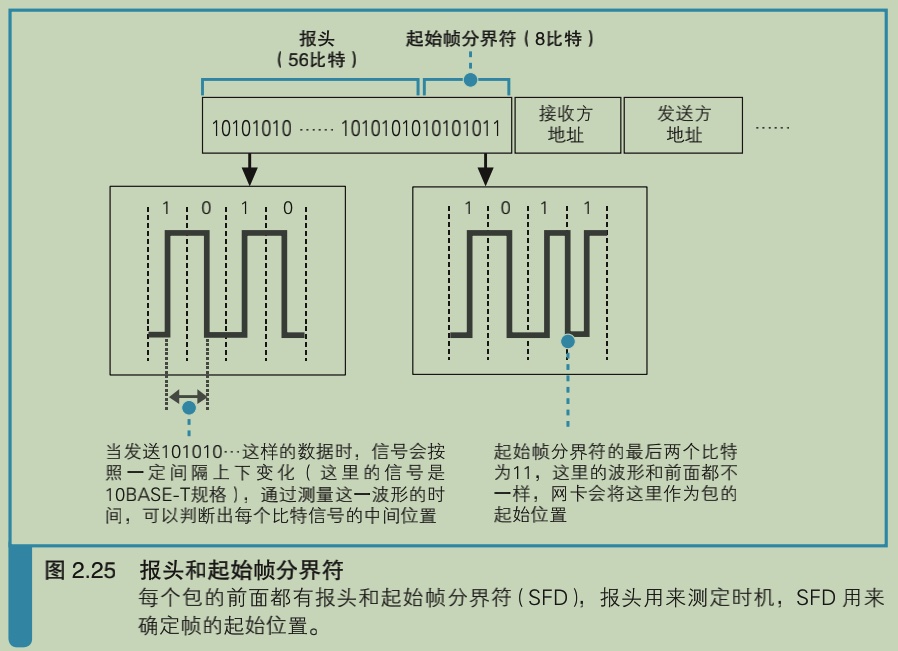 报头
（56比特）
起始帧分界符（8比特）
10101010 …… 1010101010101011
接收方
地址
发送方
地址
……
1 0 1 0
1 0 1 1
当发送101010…这样的数据时，信号会按
照一定间隔上下变化（这里的信号是
10BASE-T规格），通过测量这一波形的时
间，可以判断出每个比特信号的中间位置
起始帧分界符的最后两个比特
为11，这里的波形和前面都不
一样，网卡会将这里作为包的
起始位置
图 2.25 报头和起始帧分界符
每个包的前面都有报头和起始帧分界符（SFD），报头用来测定时机，SFD 用来
确定帧的起始位置。